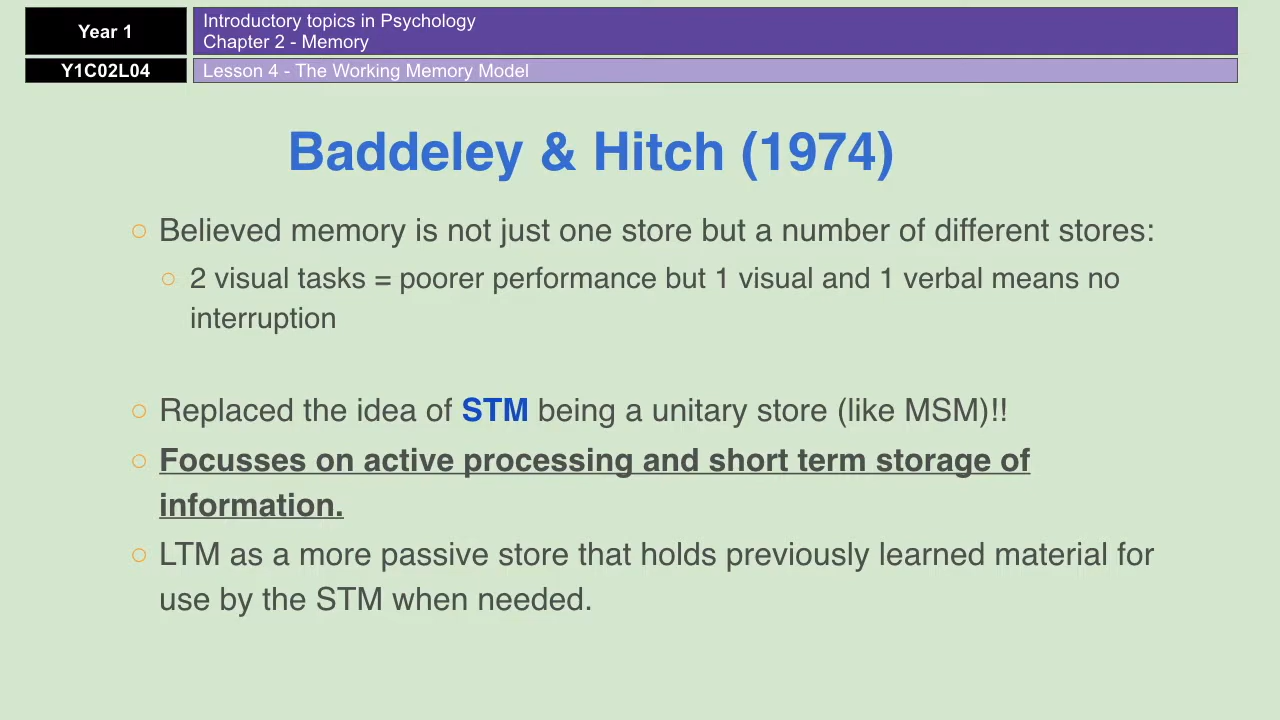 Year 1
Introductory topics in Psychology
Chapter 2 - Memory
Y1C02L04
Lesson 4 - The Working Memory Model
Baddeley & Hitch (1974)
Believed memory is not just one store but a number of different stores:
2 visual tasks = poorer performance but 1 visual and 1 verbal means no
interruption
Replaced the idea of STM being a unitary store (like MSM)!!
Focusses on active processing and short term storage of
information.
LTM as a more passive store that holds previously learned material for
use by the STM when needed.